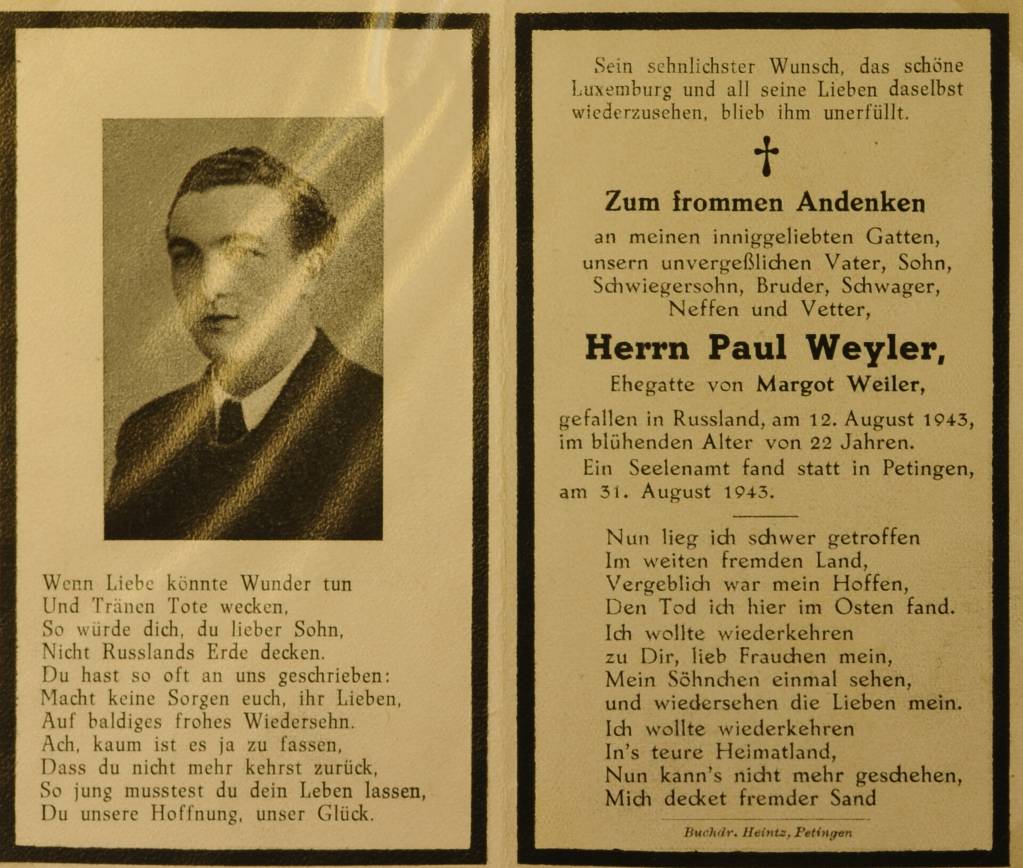 Wenn Liebe könnte Wunder tun
Und Tränen Tote wecken,
So würde dich, du lieber Sohn,
Nicht Russlands Erde decken.
Du hast so oft an uns geschrieben:
Macht keine Sorgen euch, ihr Lieben,
Auf baldiges frohes Wiedersehn.
Ach, kaum ist es ja zu fassen,
Dass du nicht mehr kehrst zurück,
So jung musstest du dein Leben lassen,
Du unsere Hoffnung, unser Glück.
Sein sehnlichster Wunsch, das schöne
Luxemburg und all seine Lieben daselbst
wiederzusehen, blieb ihm unerfüllt.
Zum frommen Andenken
an meinen inniggeliebten Gatten,
unsern unvergeßlichen Vater, Sohn,
Schwiegersohn, Bruder, Schwager,
Neffen und Vetter,
Herrn Paul Weyler,
Ehegatte von Margot Weiler,
gefallen in Russland, am 12. August 1943,
im blühenden Alter von 22 Jahren.
Ein Seelenamt fand statt in Petingen,
am 31. August 1943.
Nun lieg ich schwer getroffen
Im weiten fremden Land,
Vergeblich war mein Hoffen,
Den Tod ich hier im Osten fand.
Ich wollte wiederkehren
zu Dir, lieb Frauchen mein,
Mein Söhnchen einmal sehen,
und wiedersehen die Lieben mein.
Ich wollte wiederkehren
In's teure Heimatland,
Nun kann's nicht mehr geschehen,
Mich decket fremder Sand
Buchdr. Heintz, Petingen